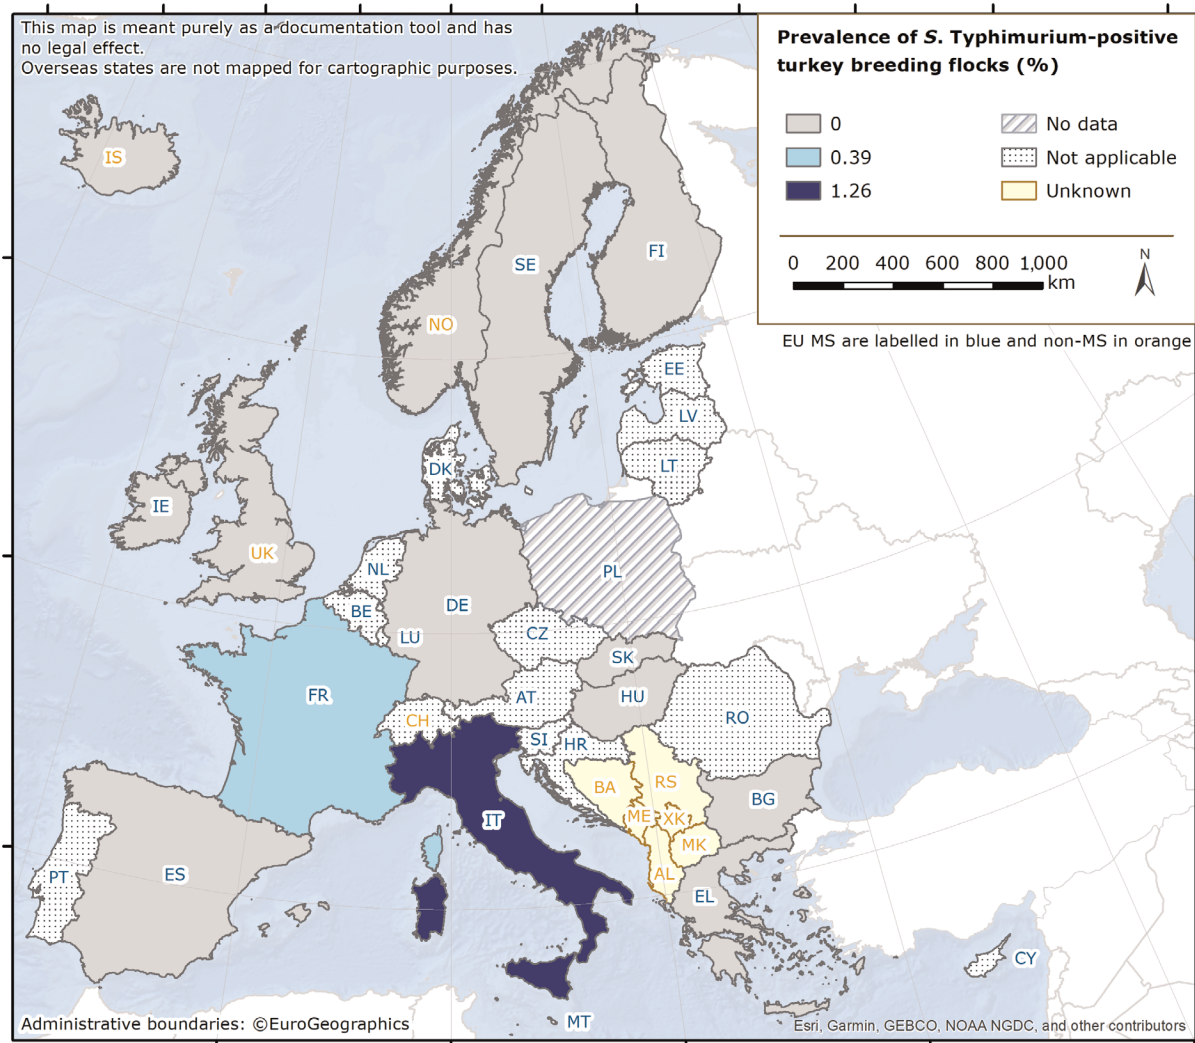 This map is meant purely as a documentation tool and has
no legal effect.
Overseas states are not mapped for cartographic purposes.
Prevalence of S. Typhimurium-positive
turkey breeding flocks (%)
0
No data
0.39
Not applicable
1.26
Unknown
0 200 400 600 800 1,000
km
N
EU MS are labelled in blue and non-MS in orange
IS
FI
SE
NO
EE
LV
LT
DK
IE
UK
NL
PL
BE
DE
LU
CZ
SK
FR
AT
HU
CH
RO
SI
HR
BA
RS
BG
IT
ME
XK
MK
PT
ES
AL
EL
CY
MT
Administrative boundaries: ©EuroGeographics
Esri, Garmin, GEBCO, NOAA NGDC, and other contributors